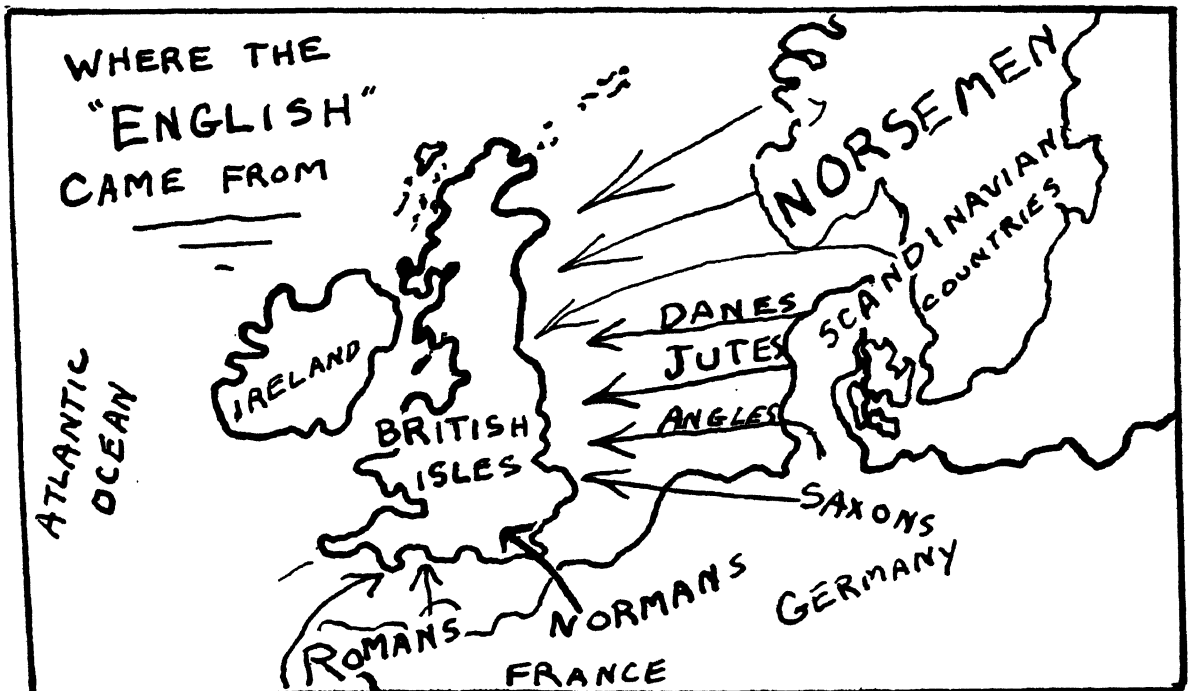 WHERE THE
"ENGLISH"
CAME FROM
NORSEMEN
SCANDINAVIAN
COUNTRIES
DANES
JUTES
ANGLES
SAXONS
GERMANY
IRELAND
BRITISH
ISLES
ATLANTIC
OCEAN
NORMANS
ROMANS
FRANCE